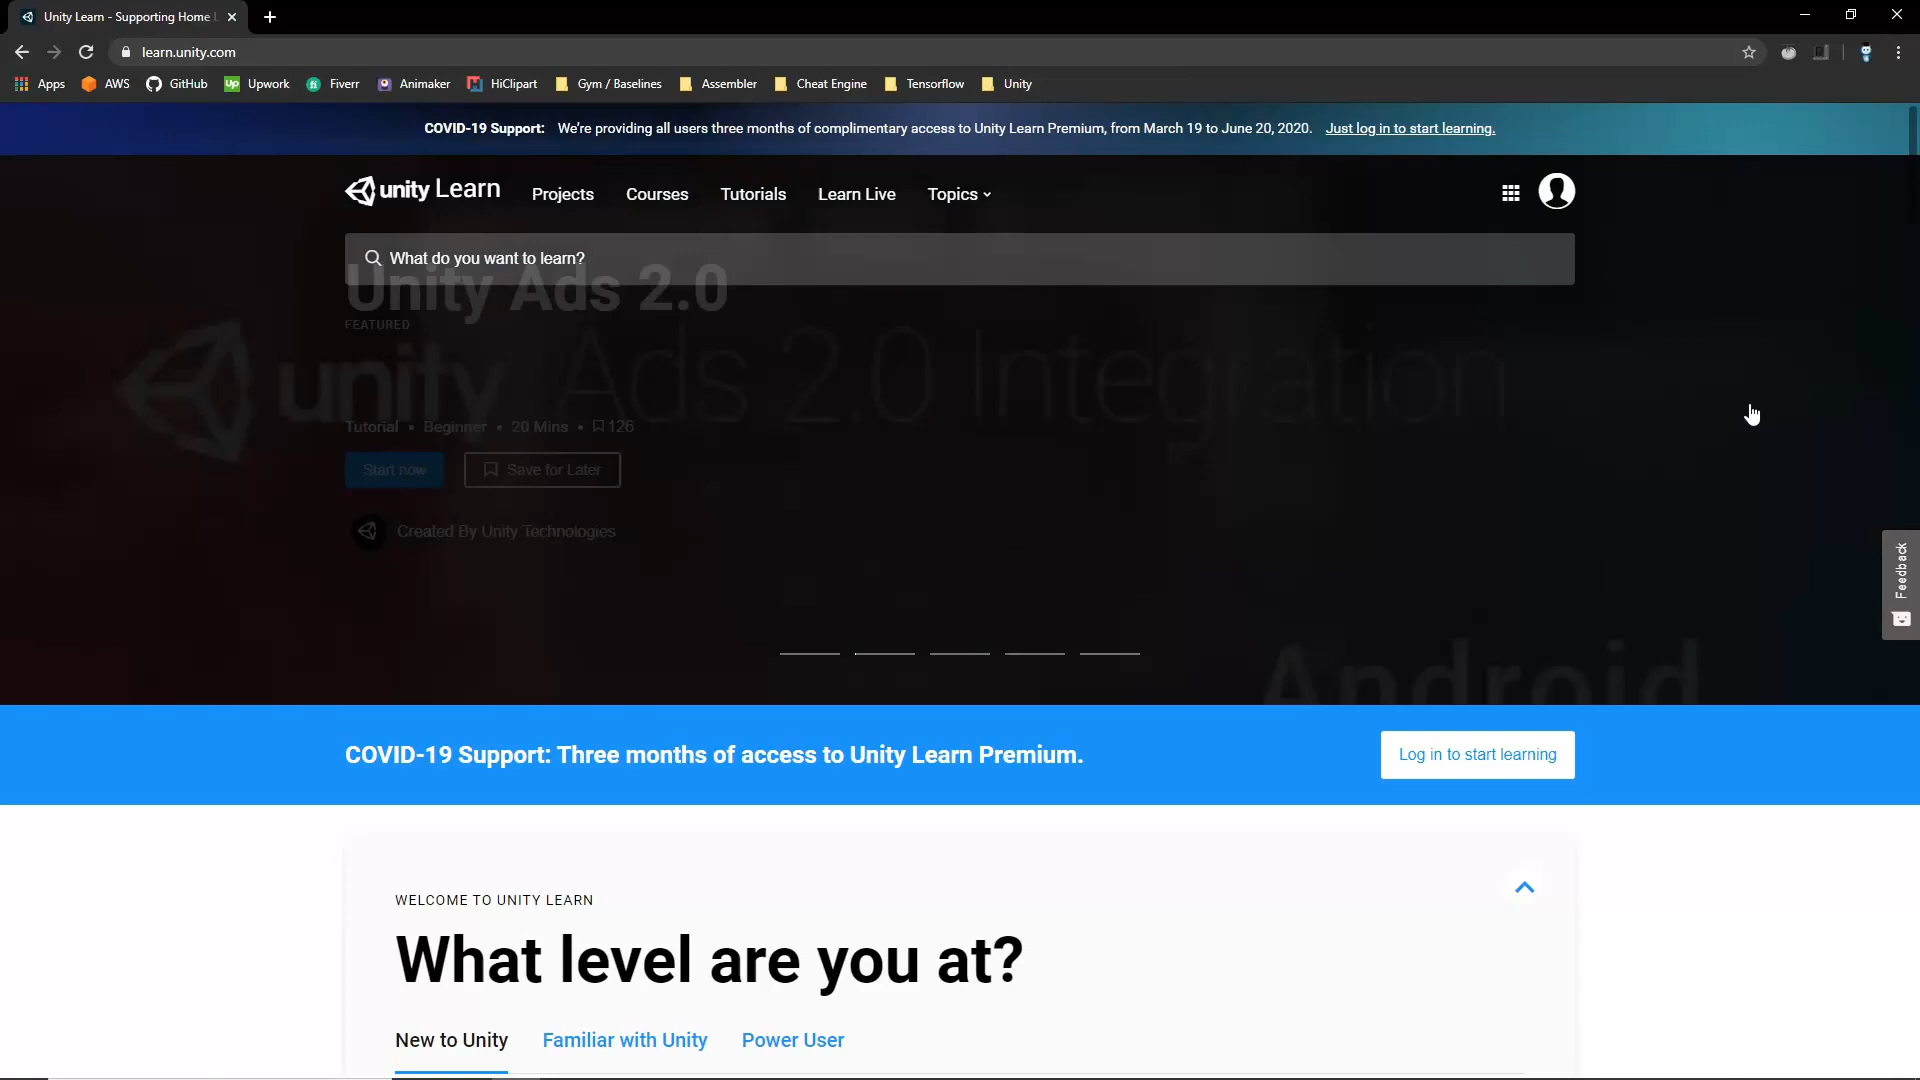 Unity Learn - Supporting Home L
learn.unity.com
Apps AWS GitHub Upwork Fiverr Animaker HiClipart Gym / Baselines Assembler Cheat Engine Tensorflow Unity
COVID-19 Support: We're providing all users three months of complimentary access to Unity Learn Premium, from March 19 to June 20, 2020. Just log in to start learning.
unity Learn Projects Courses Tutorials Learn Live Topics
What do you want to learn?
Unity Ads 2.0
FEATURED
unity Ads 2.0 Integration
Tutorial • Beginner • 20 Mins • 126
Start now Save for Later
Created By Unity Technologies
Feedback
Android
COVID-19 Support: Three months of access to Unity Learn Premium. Log in to start learning
WELCOME TO UNITY LEARN
What level are you at?
New to Unity Familiar with Unity Power User